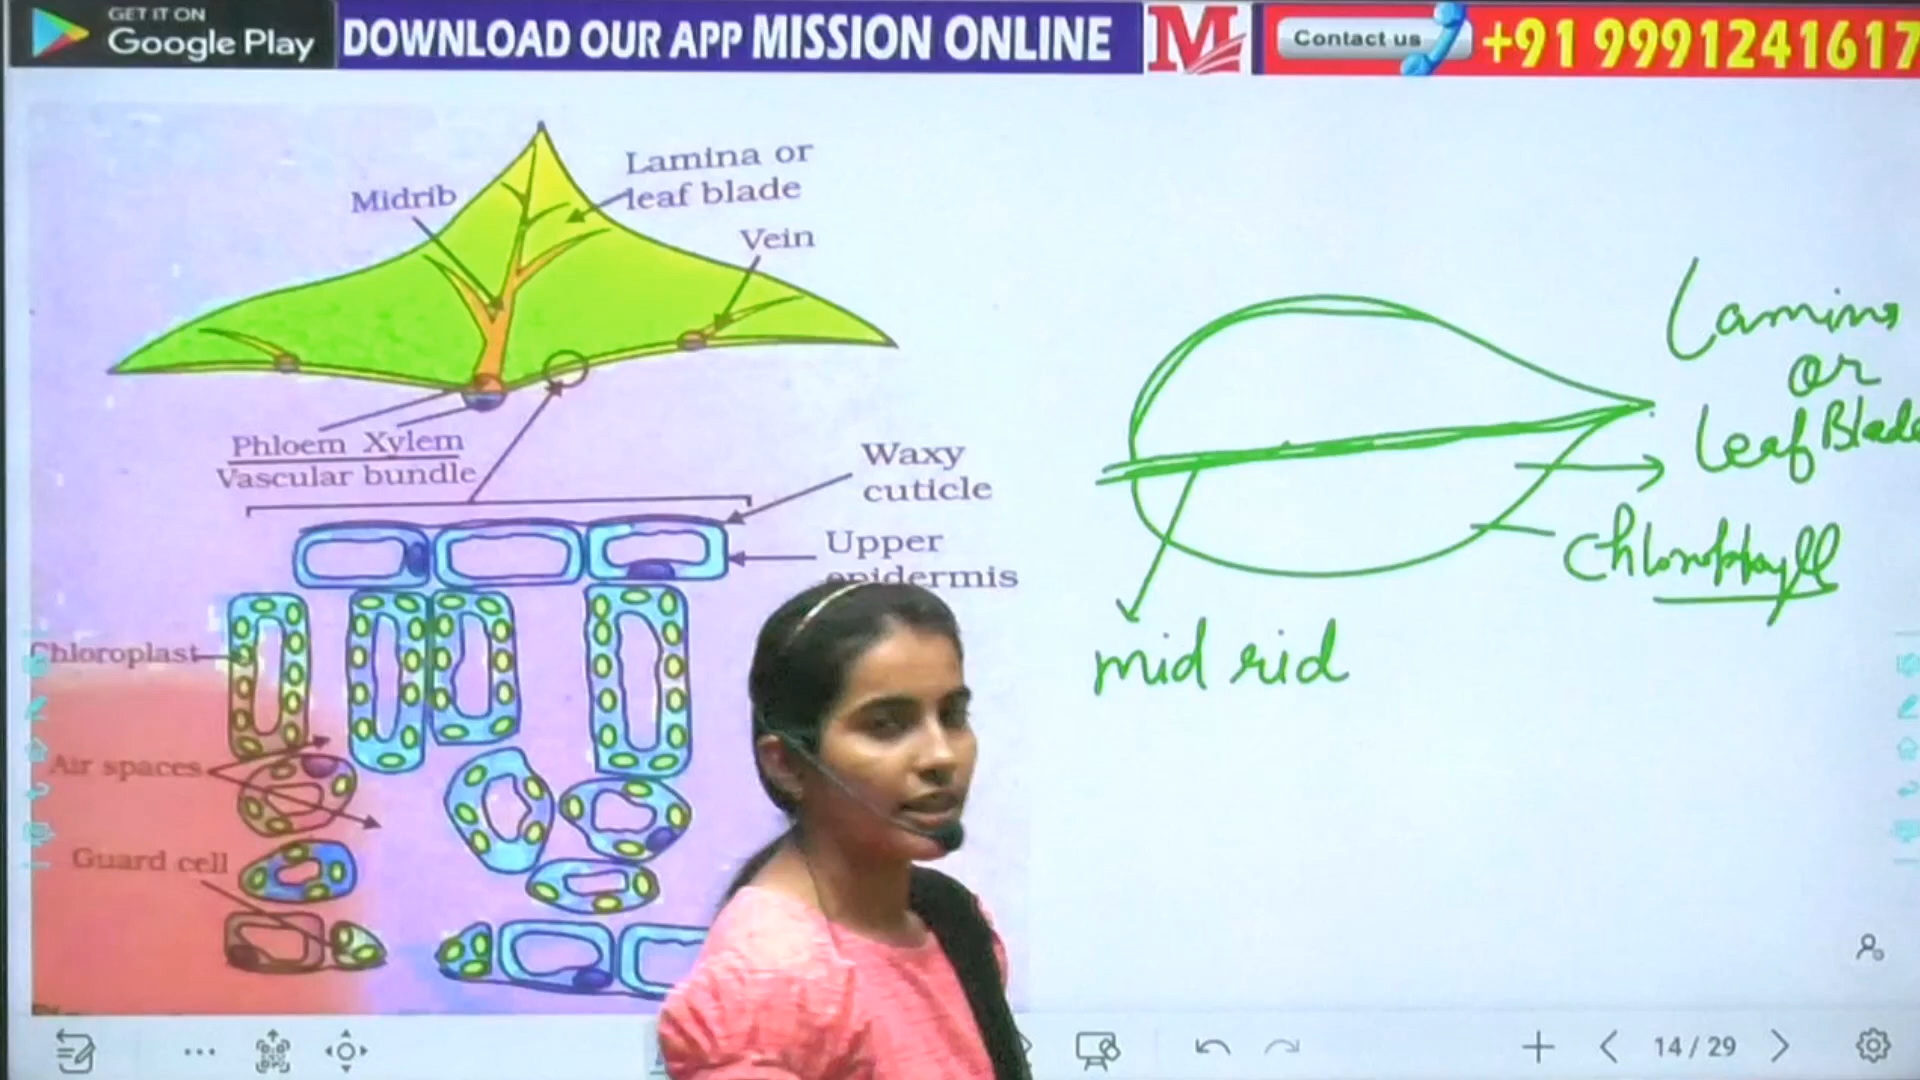 GET IT ON
Google Play
DOWNLOAD OUR APP MISSION ONLINE
M
Contact us
+91 9991241617
Midrib
Lamina or
leaf blade
Vein
Phloem Xylem
Vascular bundle
Waxy
cuticle
Upper
epidermis
Chloroplast
Air spaces
Guard cell
Lamina
or
leaf Blade
Chlorophyll
mid rid
14/29